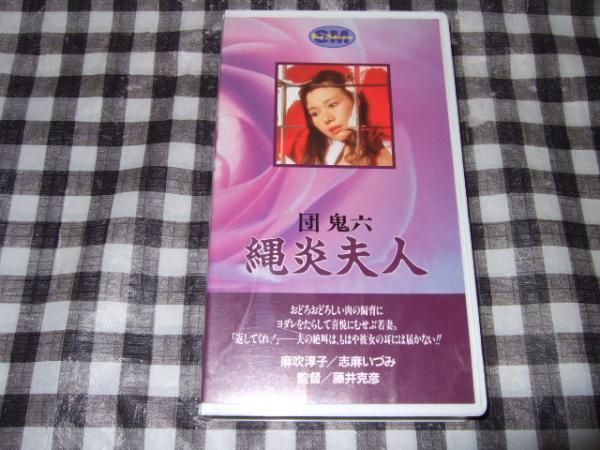 GM
団 鬼六
縄炎夫人
おどろおどろしい肉の飼育に
ヨダレをたらして喜悦にむせぶ若妻。
「返してくれ!」――夫の絶叫は、もはや彼女の耳には届かない!!
麻吹淳子/志麻いづみ
監督/藤井克彦